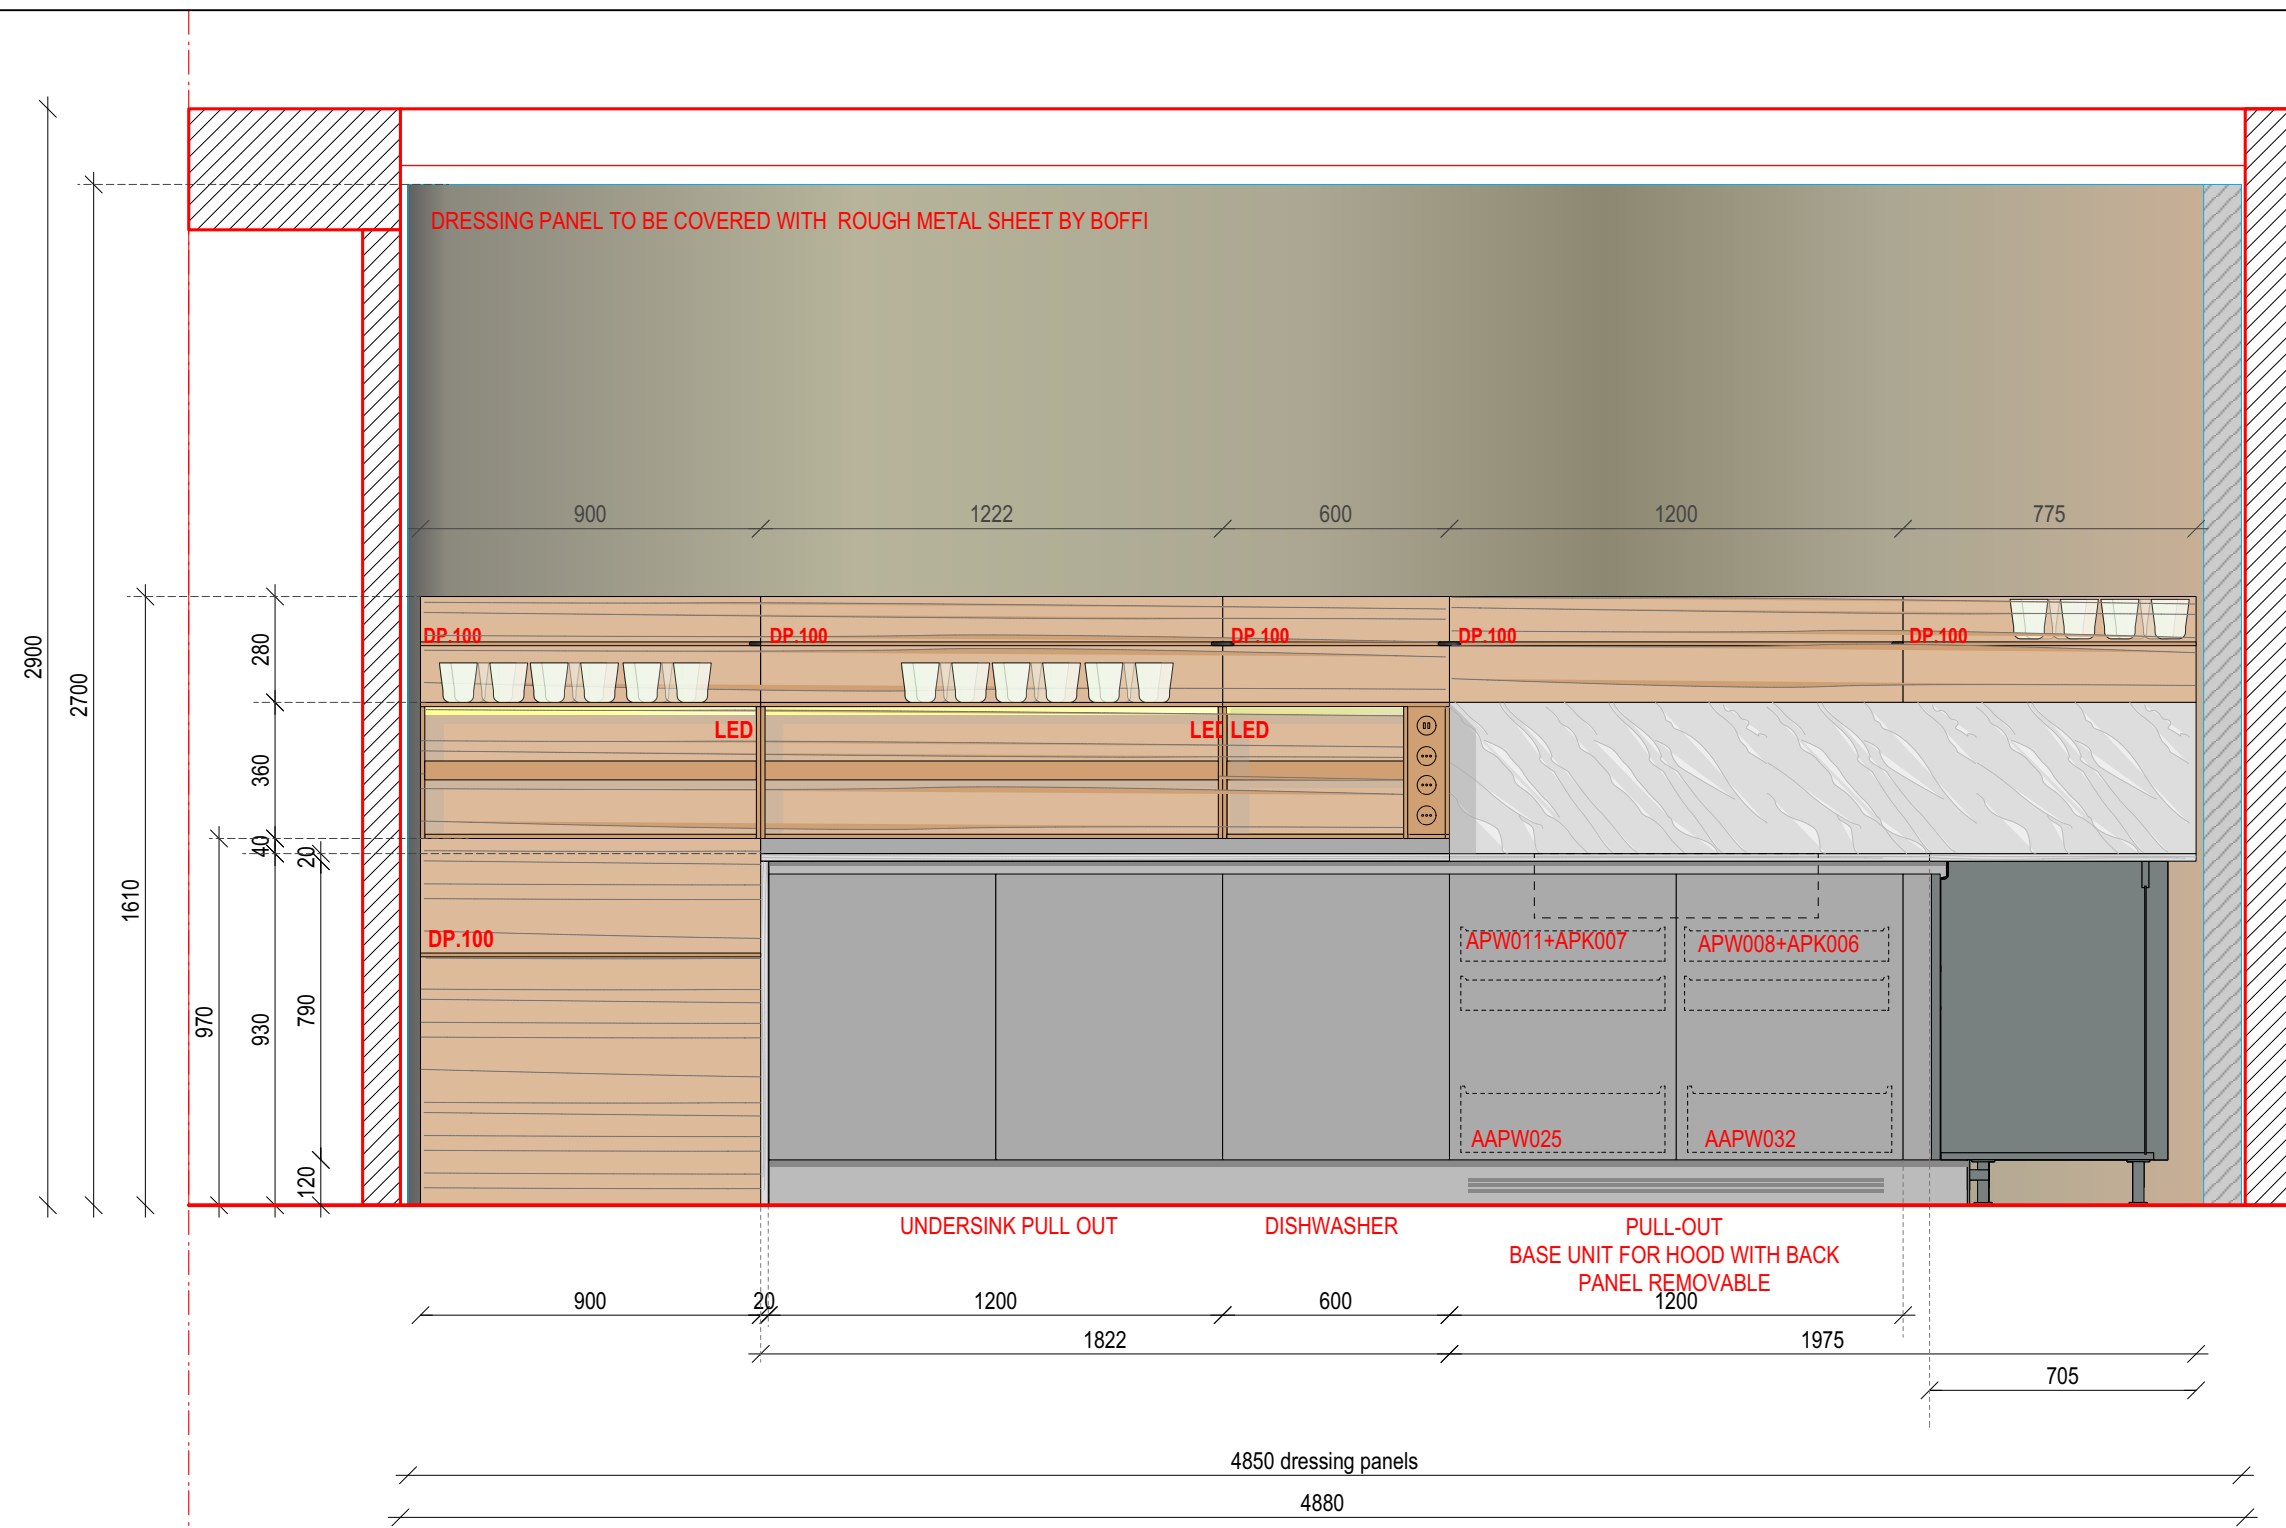 DRESSING PANEL TO BE COVERED WITH ROUGH METAL SHEET BY BOFFI
900
1222
600
1200
775
2900
2700
1610
280
360
40
20
970
930
790
120
DP.100
DP.100
DP.100
DP.100
DP.100
LED
LED
LED
DP.100
APW011+APK007
APW008+APK006
AAPW025
AAPW032
UNDERSINK PULL OUT
DISHWASHER
PULL-OUT
BASE UNIT FOR HOOD WITH BACK
PANEL REMOVABLE
900
20
1200
600
1200
1822
1975
705
4850 dressing panels
4880